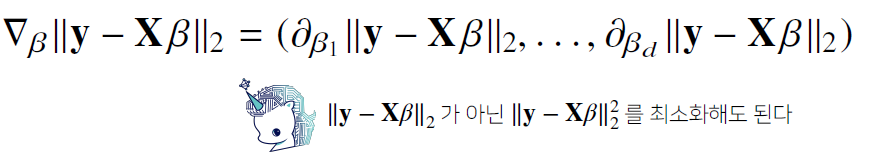 ∇β‖y − Xβ‖₂ = (∂β₁‖y − Xβ‖₂, . . . , ∂β_d‖y − Xβ‖₂)
‖y − Xβ‖₂ 가 아닌 ‖y − Xβ‖₂² 를 최소화해도 된다